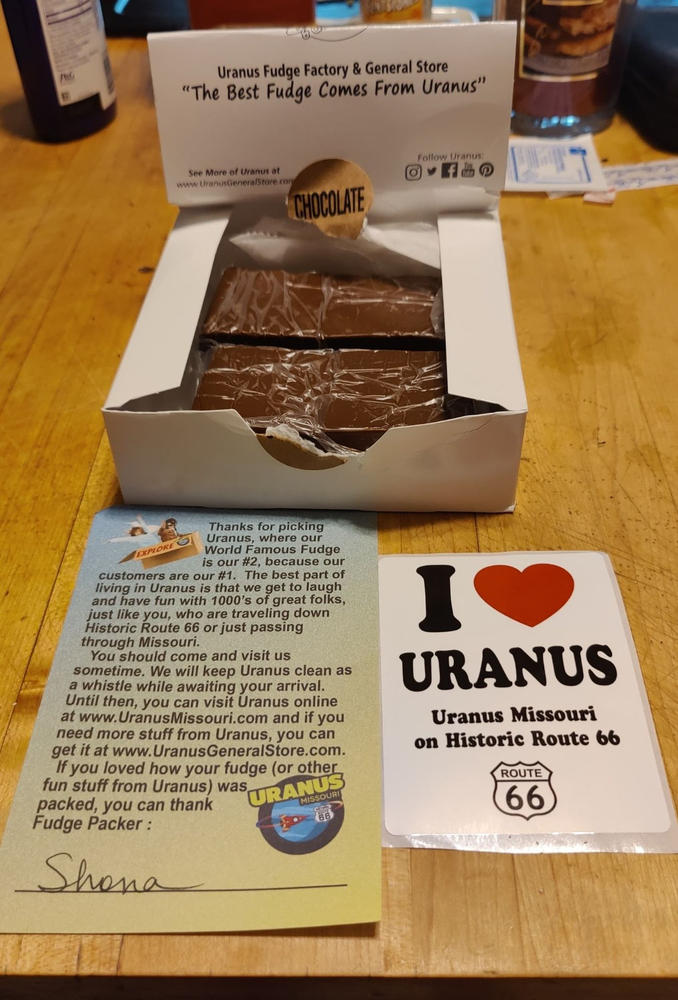 Uranus Fudge Factory & General Store
"The Best Fudge Comes From Uranus"
See More of Uranus at
www.UranusGeneralStore.com
Follow Uranus:
CHOCOLATE
EXPLORE
Thanks for picking
Uranus, where our
World Famous Fudge
is our #2, because our
customers are our #1. The best part of
living in Uranus is that we get to laugh
and have fun with 1000's of great folks,
just like you, who are traveling down
Historic Route 66 or just passing
through Missouri.
You should come and visit us
sometime. We will keep Uranus clean as
a whistle while awaiting your arrival.
Until then, you can visit Uranus online
at www.UranusMissouri.com and if you
need more stuff from Uranus, you can
get it at www.UranusGeneralStore.com.
If you loved how your fudge (or other
fun stuff from Uranus) was
packed, you can thank
Fudge Packer :
URANUS
MISSOURI
Shana
I ❤ 
URANUS
Uranus Missouri
on Historic Route 66
ROUTE
66